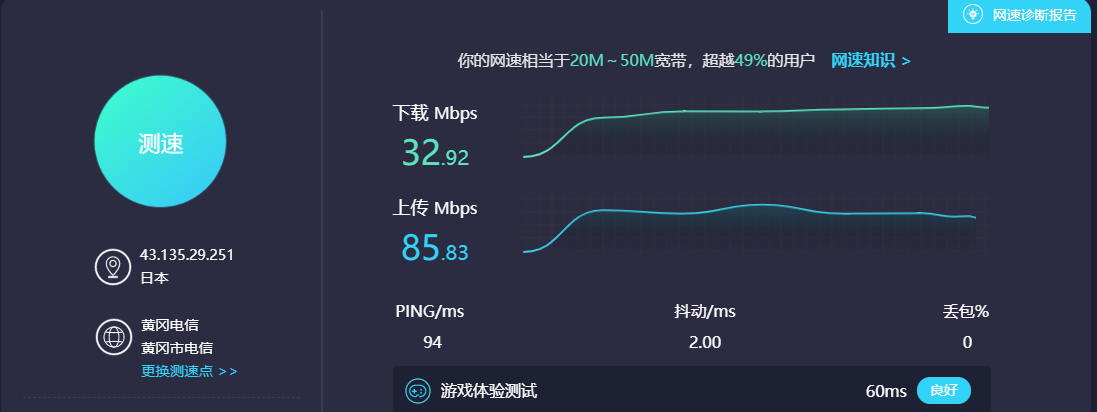 网速诊断报告
你的网速相当于20M～50M宽带，超越49%的用户 网速知识 >
测速
下载 Mbps
32.92
上传 Mbps
85.83
43.135.29.251
日本
黄冈电信
黄冈市电信
更换测速点 >>
PING/ms 抖动/ms 丢包%
94 2.00 0
游戏体验测试 60ms 良好